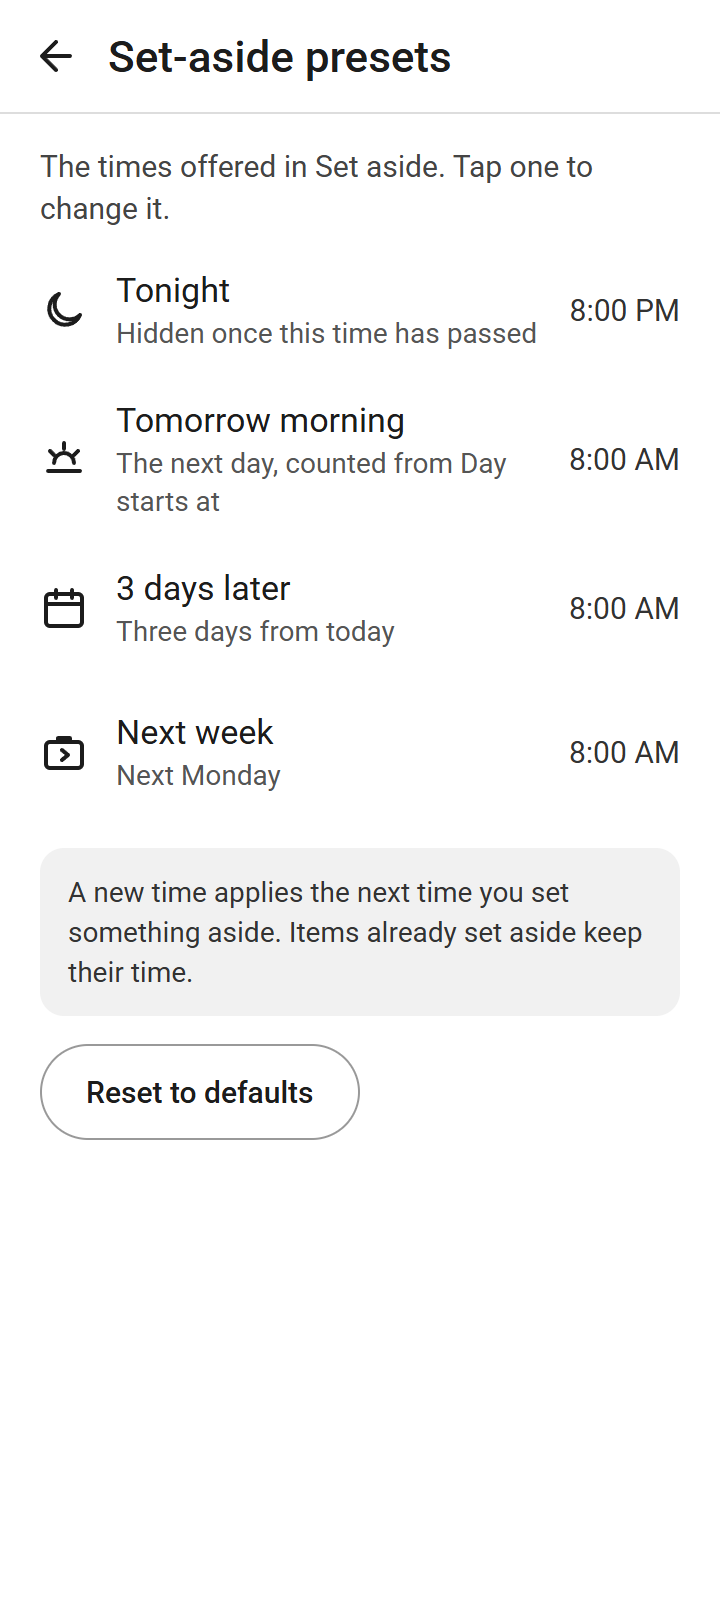 Set-aside presets
The times offered in Set aside. Tap one to
change it.
Tonight
Hidden once this time has passed
8:00 PM
Tomorrow morning
The next day, counted from Day
starts at
8:00 AM
3 days later
Three days from today
8:00 AM
Next week
Next Monday
8:00 AM
A new time applies the next time you set
something aside. Items already set aside keep
their time.
Reset to defaults